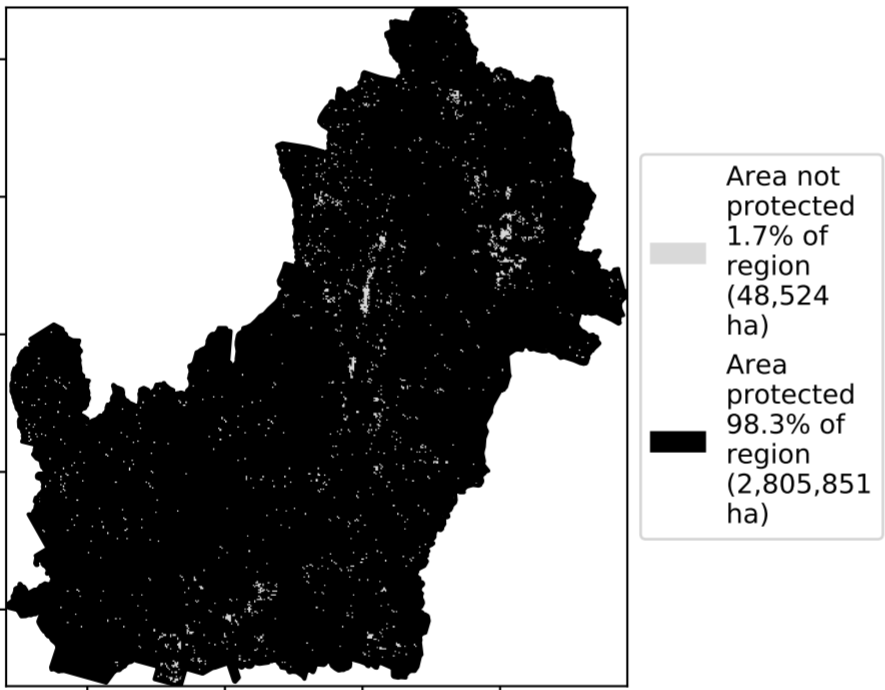 Area not
protected
1.7% of
region
(48,524
ha)
Area
protected
98.3% of
region
(2,805,851
ha)